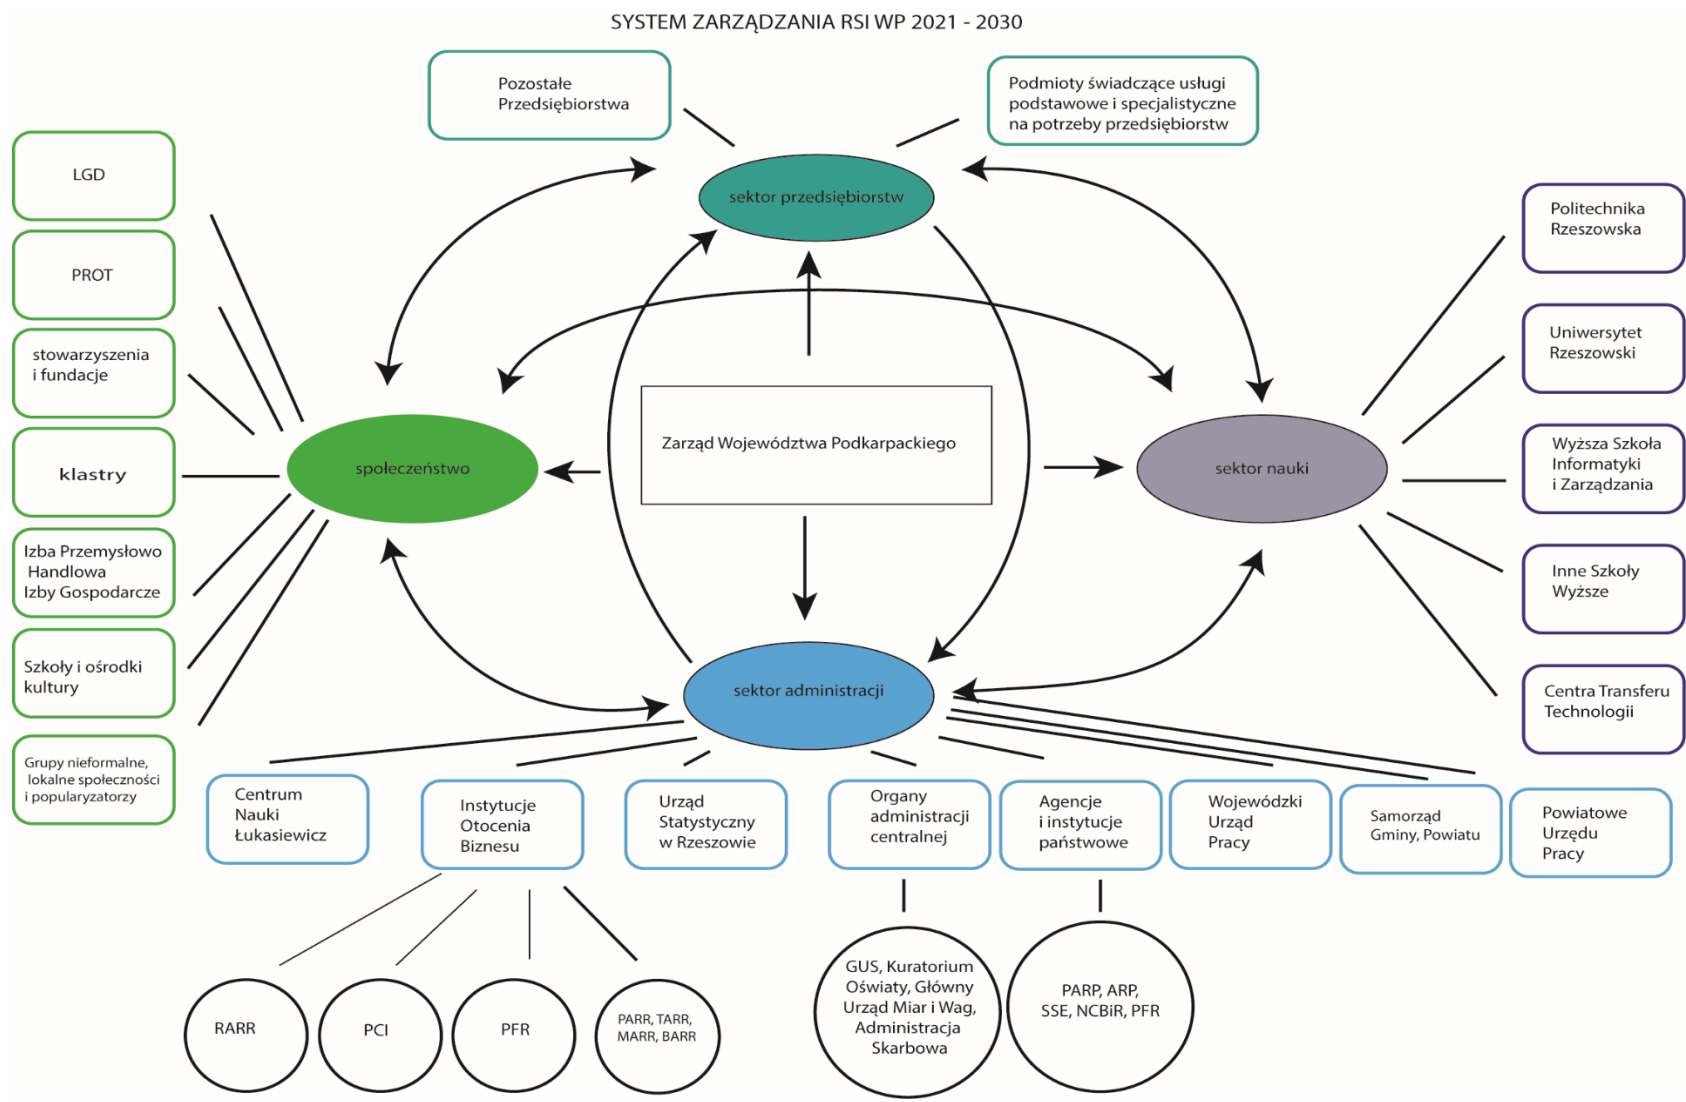 SYSTEM ZARZĄDZANIA RSI WP 2021 - 2030
Pozostałe
Przedsiębiorstwa
Podmioty świadczące usługi
podstawowe i specjalistyczne
na potrzeby przedsiębiorstw
sektor przedsiębiorstw
LGD
PROT
stowarzyszenia
i fundacje
klastry
Izba Przemysłowo
Handlowa
Izby Gospodarcze
Szkoły i ośrodki
kultury
Grupy nieformalne,
lokalne społeczności
i popularyzatorzy
społeczeństwo
Zarząd Województwa Podkarpackiego
sektor nauki
Politechnika
Rzeszowska
Uniwersytet
Rzeszowski
Wyższa Szkoła
Informatyki
i Zarządzania
Inne Szkoły
Wyższe
Centra Transferu
Technologii
sektor administracji
Centrum
Nauki
Łukasiewicz
Instytucje
Otocenia
Biznesu
Urząd
Statystyczny
w Rzeszowie
Organy
administracji
centralnej
Agencje
i instytucje
państwowe
Wojewódzki
Urząd
Pracy
Samorząd
Gminy, Powiatu
Powiatowe
Urzędu
Pracy
RARR
PCI
PFR
PARR, TARR,
MARR, BARR
GUS, Kuratorium
Oświaty, Główny
Urząd Miar i Wag,
Administracja
Skarbowa
PARP, ARP,
SSE, NCBiR, PFR